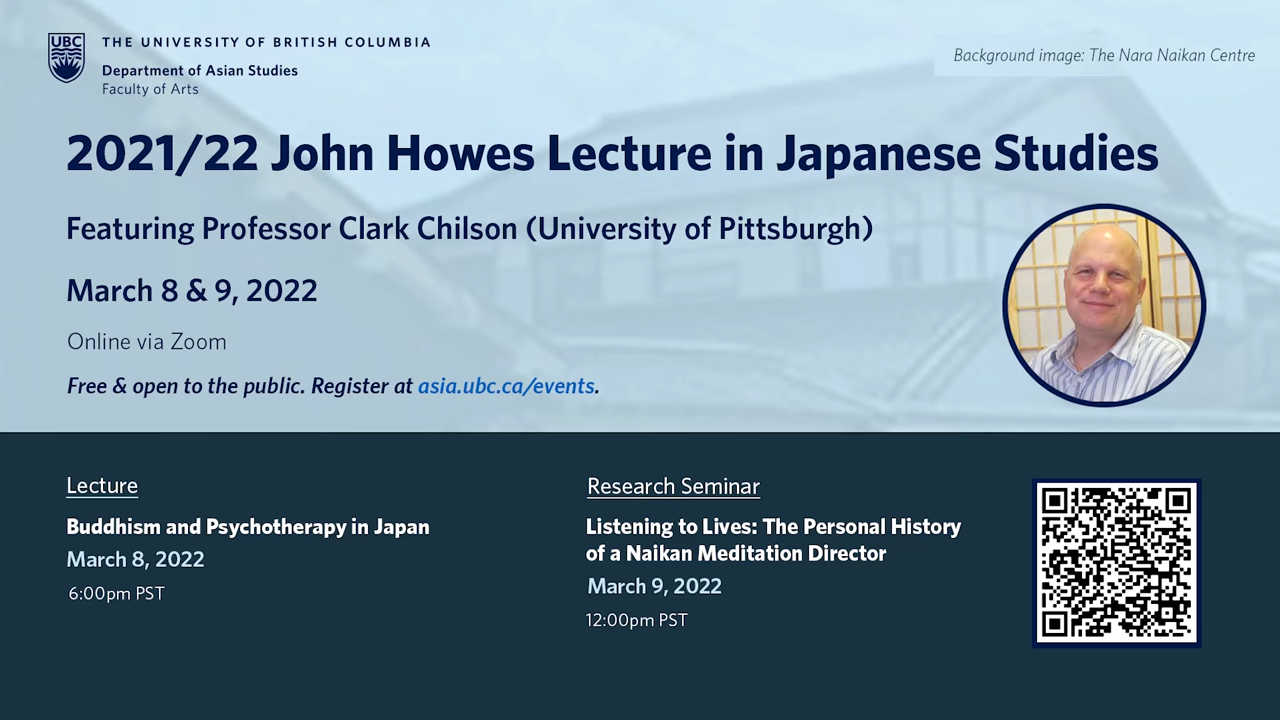 UBC
THE UNIVERSITY OF BRITISH COLUMBIA
Department of Asian Studies
Faculty of Arts
Background image: The Nara Naikan Centre
2021/22 John Howes Lecture in Japanese Studies
Featuring Professor Clark Chilson (University of Pittsburgh)
March 8 & 9, 2022
Online via Zoom
Free & open to the public. Register at asia.ubc.ca/events.
Lecture
Buddhism and Psychotherapy in Japan
March 8, 2022
6:00pm PST
Research Seminar
Listening to Lives: The Personal History
of a Naikan Meditation Director
March 9, 2022
12:00pm PST